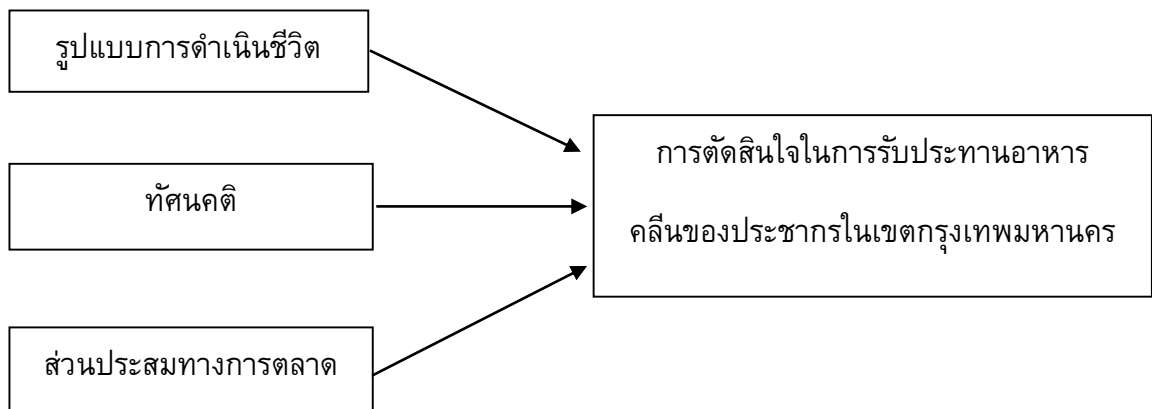 รูปแบบการดำเนินชีวิต
ทัศนคติ
ส่วนประสมทางการตลาด
การตัดสินใจในการรับประทานอาหาร
คลีนของประชากรในเขตกรุงเทพมหานคร